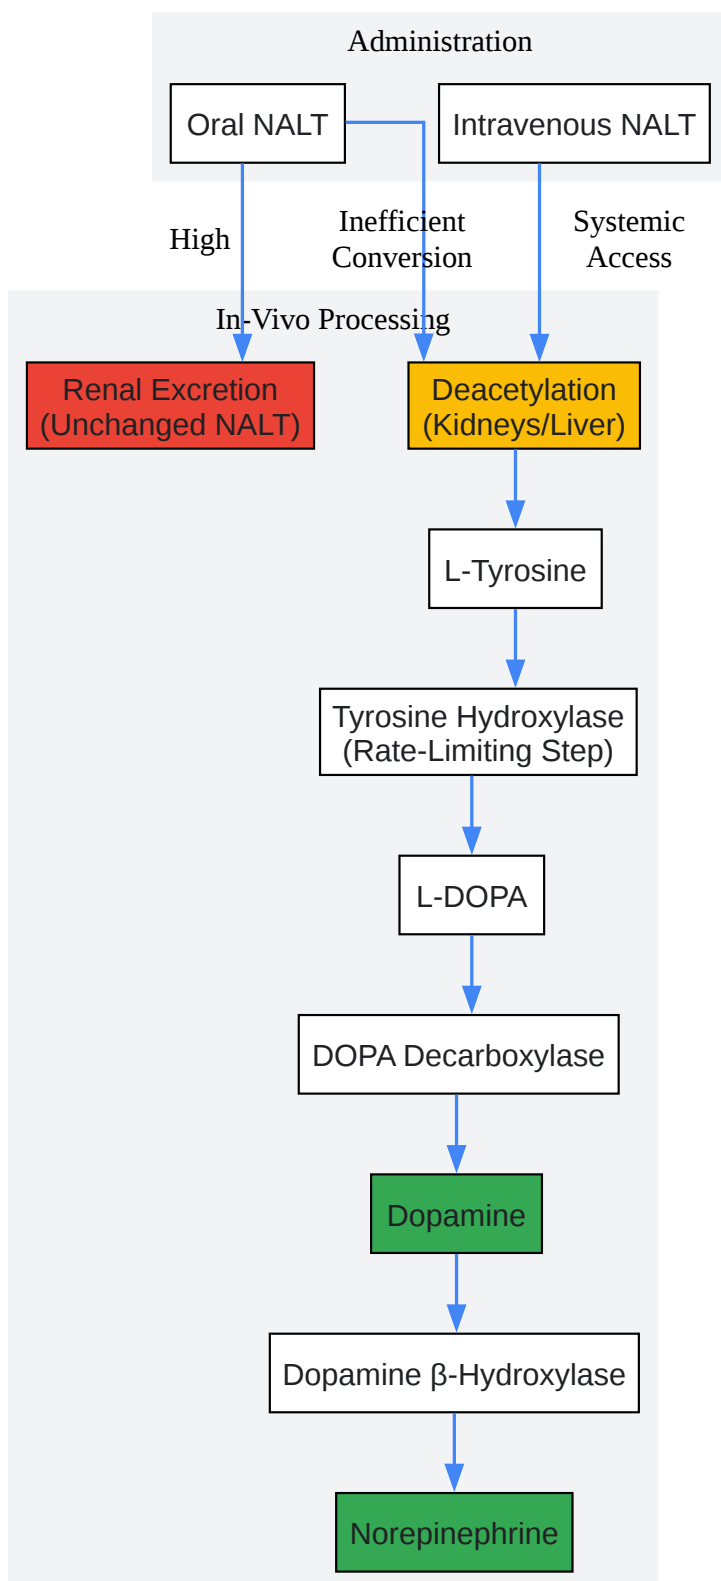 Administration
Oral NALT
Intravenous NALT
High
Inefficient
Conversion
Systemic
Access
In-Vivo Processing
Renal Excretion
(Unchanged NALT)
Deacetylation
(Kidneys/Liver)
L-Tyrosine
Tyrosine Hydroxylase
(Rate-Limiting Step)
L-DOPA
DOPA Decarboxylase
Dopamine
Dopamine β-Hydroxylase
Norepinephrine